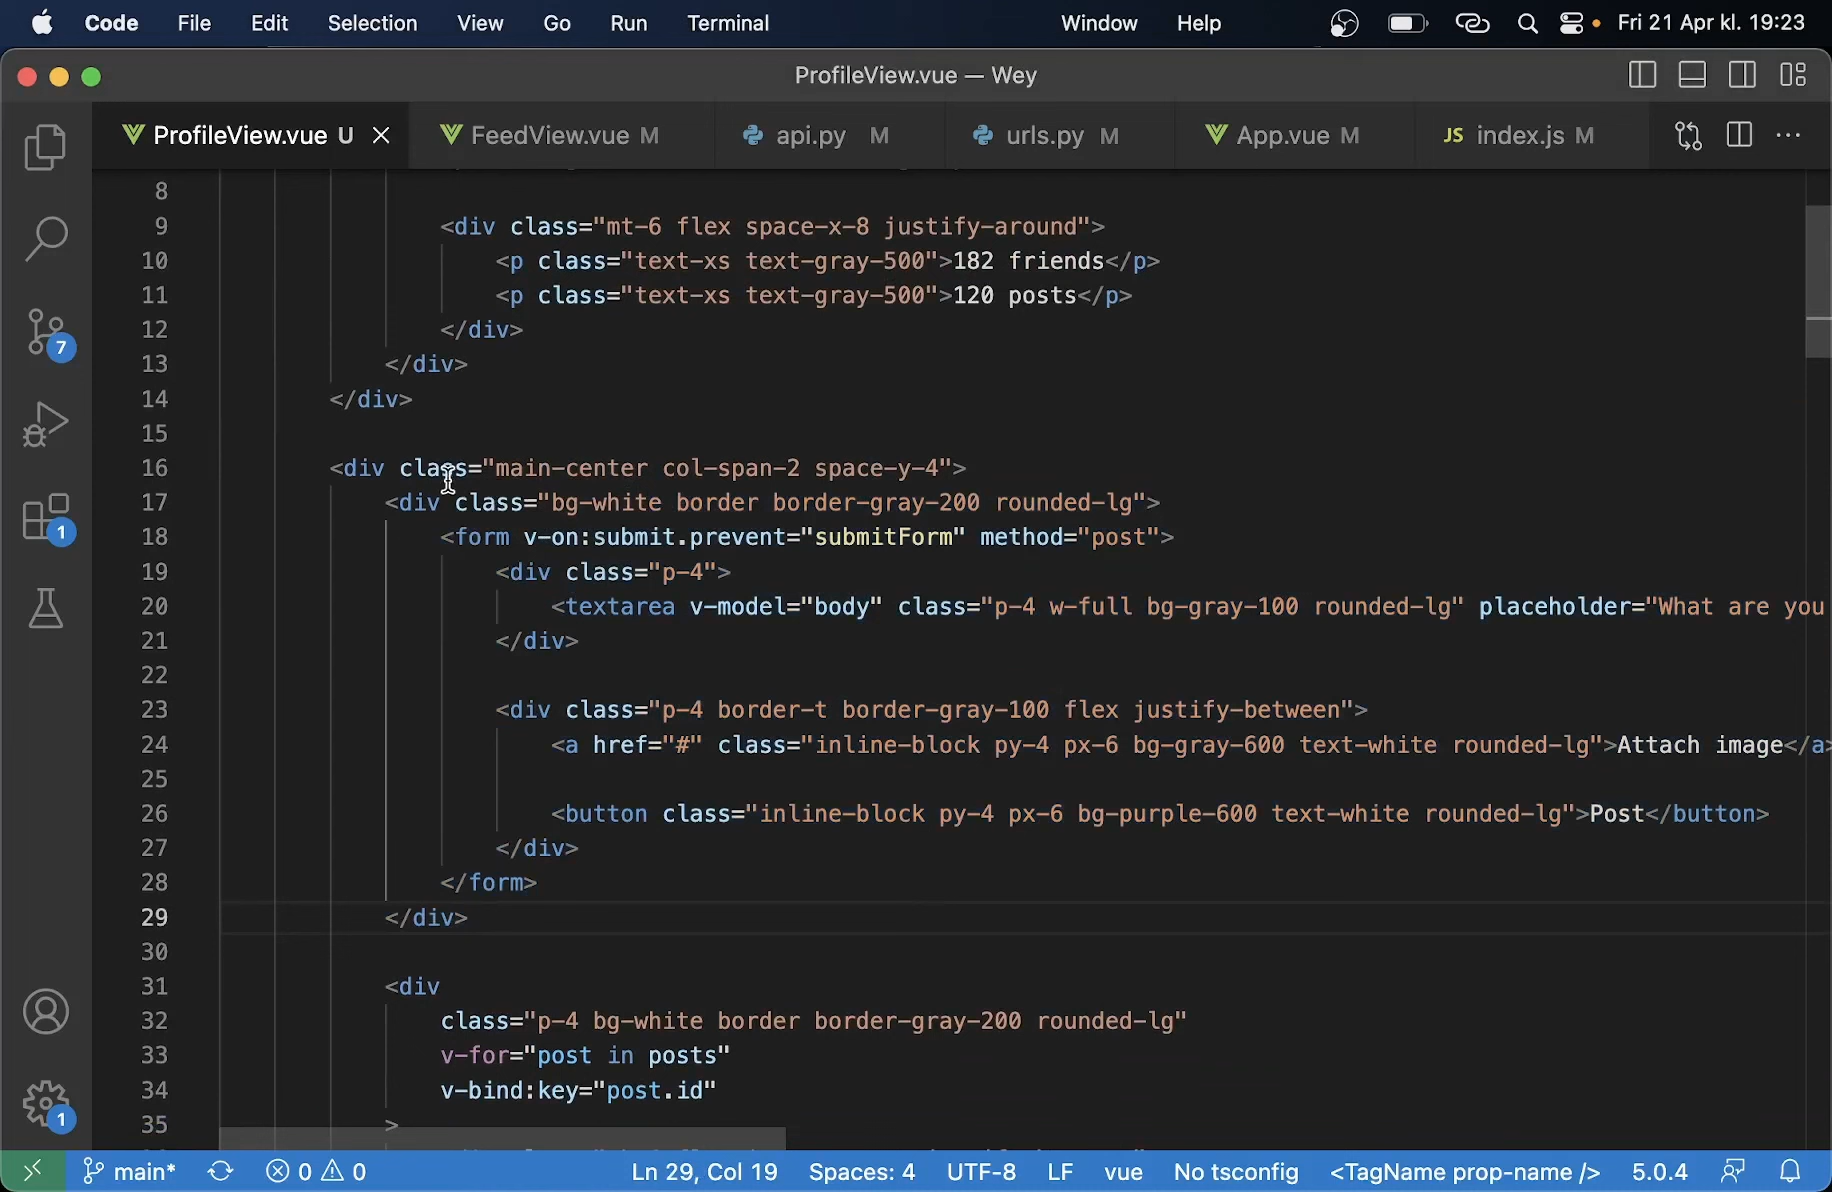 Code File Edit Selection View Go Run Terminal Window Help Fri 21 Apr kl. 19:23
ProfileView.vue — Wey
ProfileView.vue U FeedView.vue M api.py M urls.py M App.vue M JS index.js M
8
9 <div class="mt-6 flex space-x-8 justify-around">
10 <p class="text-xs text-gray-500">182 friends</p>
11 <p class="text-xs text-gray-500">120 posts</p>
12 </div>
13 </div>
14 </div>
15
16 <div class="main-center col-span-2 space-y-4">
17 <div class="bg-white border border-gray-200 rounded-lg">
18 <form v-on:submit.prevent="submitForm" method="post">
19 <div class="p-4">
20 <textarea v-model="body" class="p-4 w-full bg-gray-100 rounded-lg" placeholder="What are you
21 </div>
22
23 <div class="p-4 border-t border-gray-100 flex justify-between">
24 <a href="#" class="inline-block py-4 px-6 bg-gray-600 text-white rounded-lg">Attach image</a>
25
26 <button class="inline-block py-4 px-6 bg-purple-600 text-white rounded-lg">Post</button>
27 </div>
28 </form>
29 </div>
30
31 <div
32 class="p-4 bg-white border border-gray-200 rounded-lg"
33 v-for="post in posts"
34 v-bind:key="post.id"
35 >
7
1
1
main* 0 0 Ln 29, Col 19 Spaces: 4 UTF-8 LF vue No tsconfig <TagName prop-name /> 5.0.4